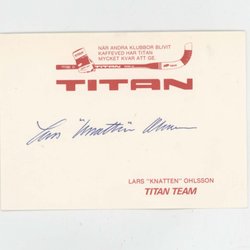 NÄR ANDRA KLUBBOR BLIVIT
KAFFEVED HAR TITAN
MYCKET KVAR ATT GE.
TITAN
Lars "Knatten" Ohlsson
LARS "KNATTEN" OHLSSON
TITAN TEAM